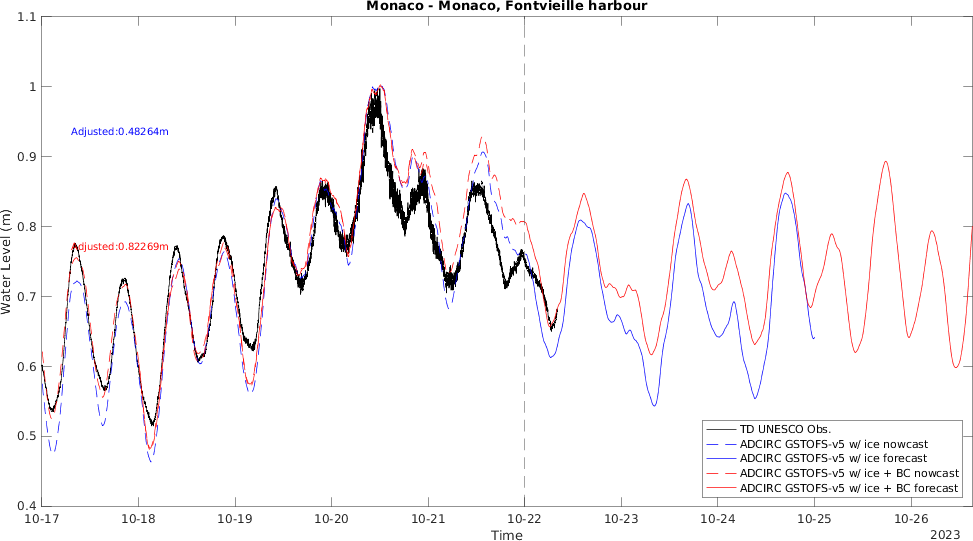 Monaco - Monaco, Fontvieille harbour
1.1
1
0.9
0.8
0.7
0.6
0.5
0.4
Water Level (m)
Adjusted:0.48264m
Adjusted:0.82269m
TD UNESCO Obs.
ADCIRC GSTOFS-v5 w/ ice nowcast
ADCIRC GSTOFS-v5 w/ ice forecast
ADCIRC GSTOFS-v5 w/ ice + BC nowcast
ADCIRC GSTOFS-v5 w/ ice + BC forecast
10-17 10-18 10-19 10-20 10-21 10-22 10-23 10-24 10-25 10-26
Time
2023